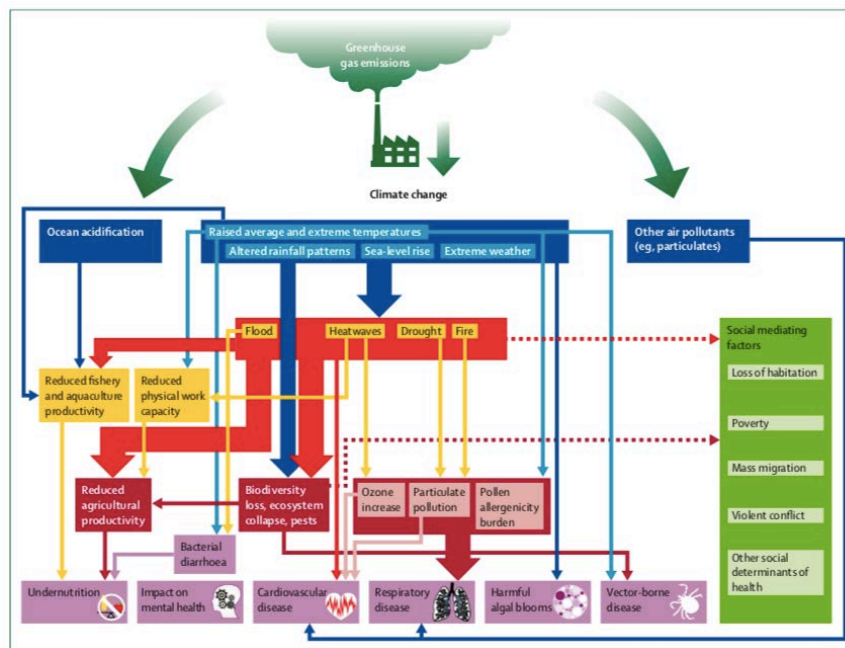 Greenhouse
gas emissions
Climate change
Ocean acidification
Raised average and extreme temperatures
Altered rainfall patterns
Sea-level rise
Extreme weather
Other air pollutants
(eg, particulates)
Flood
Heatwaves
Drought
Fire
Social mediating
factors
Loss of habitation
Poverty
Mass migration
Violent conflict
Other social
determinants of
health
Reduced fishery
and aquaculture
productivity
Reduced
physical work
capacity
Reduced
agricultural
productivity
Biodiversity
loss, ecosystem
collapse, pests
Ozone
increase
Particulate
pollution
Pollen
allergenicity
burden
Bacterial
diarrhoea
Undernutrition
Impact on
mental health
Cardiovascular
disease
Respiratory
disease
Harmful
algal blooms
Vector-borne
disease